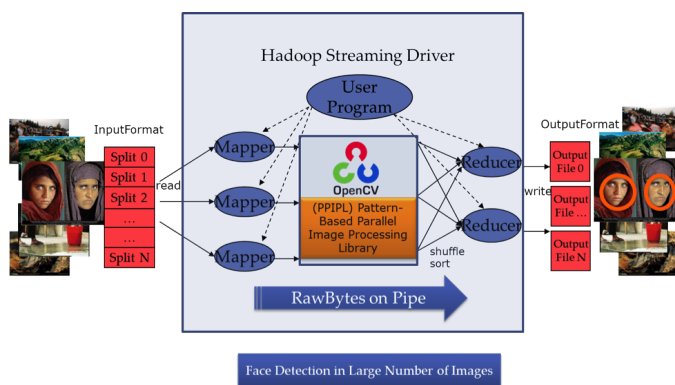 Hadoop Streaming Driver
User
Program
InputFormat
Split 0
Split 1
Split 2
...
...
Split N
read
Mapper
Mapper
Mapper
OpenCV
(PPIPL) Pattern-
Based Parallel
Image Processing
Library
shuffle
sort
Reducer
Reducer
write
OutputFormat
Output
File 0
Output
File ...
Output
File N
RawBytes on Pipe
Face Detection in Large Number of Images